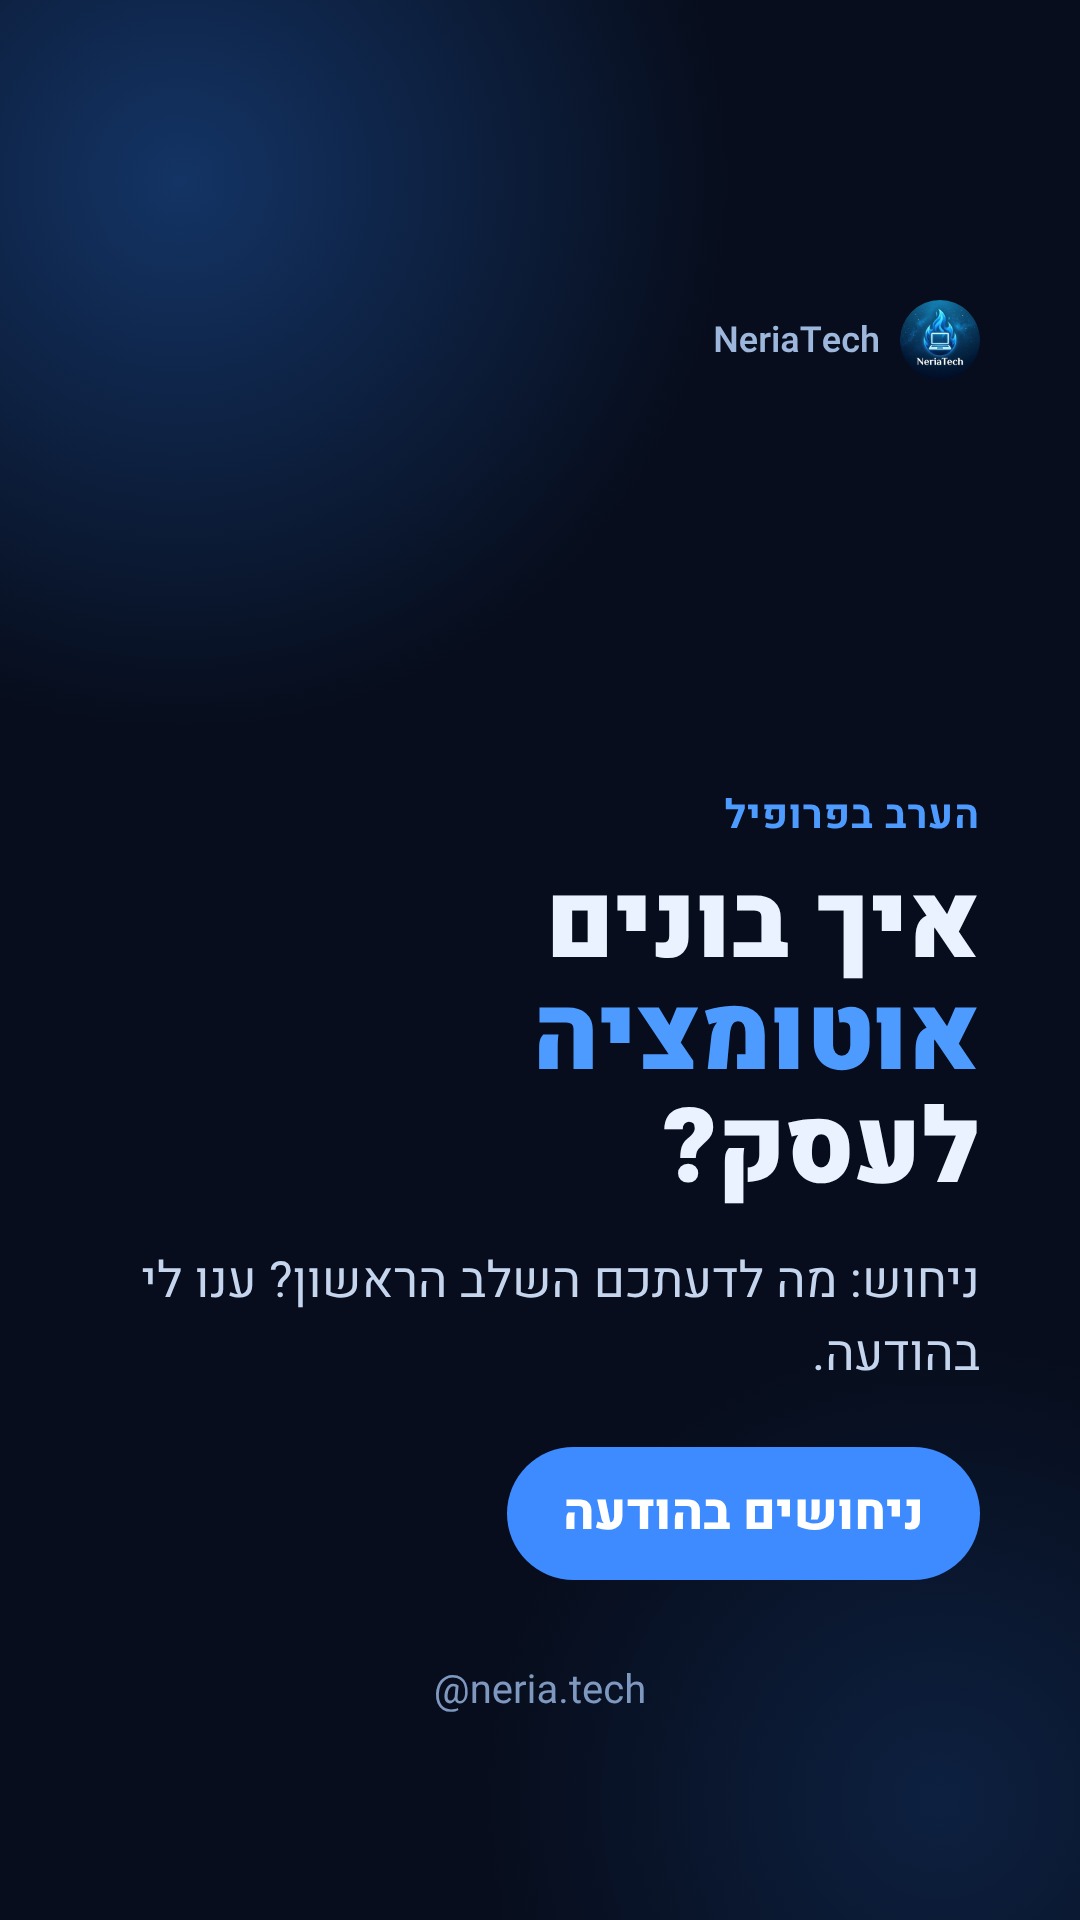 NeriaTech
NeriaTech
הערב בפרופיל
איך בונים
אוטומציה
לעסק?
ניחוש: מה לדעתכם השלב הראשון? ענו לי
בהודעה.
ניחושים בהודעה
@neria.tech